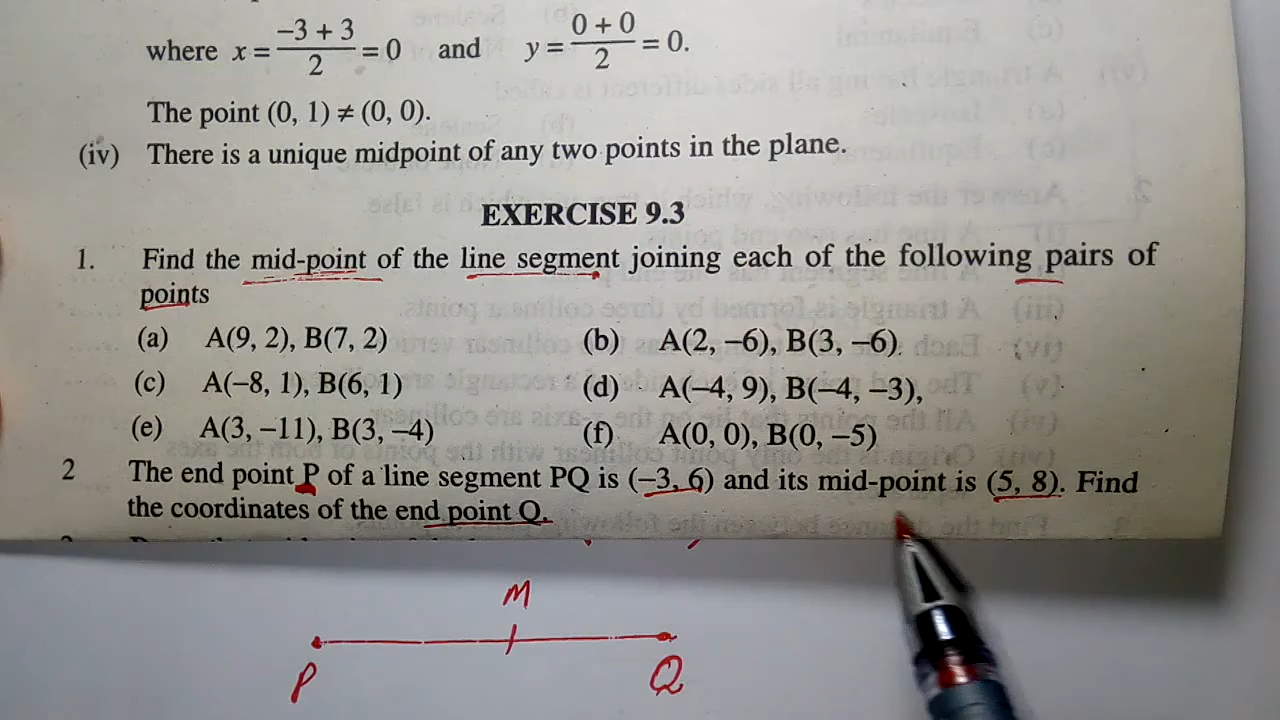 where x = (−3 + 3)/2 = 0 and y = (0 + 0)/2 = 0.
The point (0, 1) ≠ (0, 0).
(iv) There is a unique midpoint of any two points in the plane.
EXERCISE 9.3
1. Find the mid-point of the line segment joining each of the following pairs of
points
(a) A(9, 2), B(7, 2) (b) A(2, −6), B(3, −6).
(c) A(−8, 1), B(6, 1) (d) A(−4, 9), B(−4, −3),
(e) A(3, −11), B(3, −4) (f) A(0, 0), B(0, −5)
2 The end point P of a line segment PQ is (−3, 6) and its mid-point is (5, 8). Find
the coordinates of the end point Q.
M
P Q